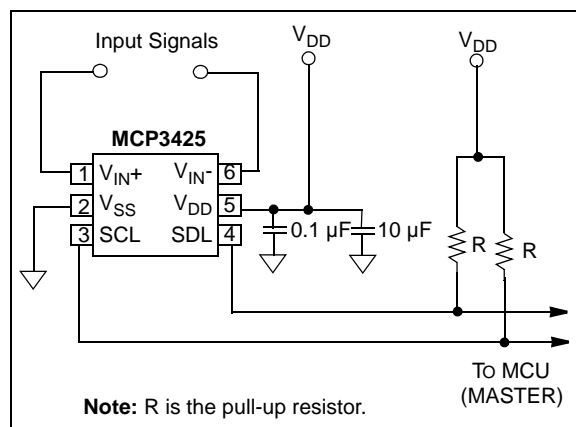 Input Signals
VDD
VDD
MCP3425
1 VIN+ VIN- 6
2 VSS VDD 5
3 SCL SDL 4
0.1 µF
10 µF
R
R
TO MCU
(MASTER)
Note: R is the pull-up resistor.